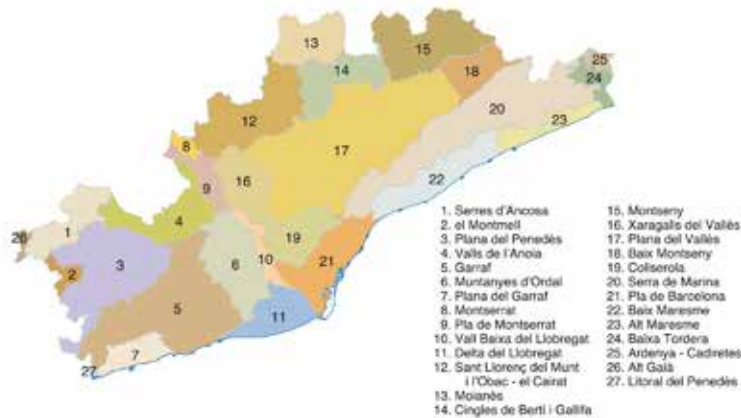 13
15
14
18
25
24
12
20
23
8
17
9
16
22
4
1
26
19
3
6
10
21
2
5
11
7
27
1. Serres d'Ancosa
2. el Montmell
3. Plana del Penedès
4. Valls de l'Anoia
5. Garraf
6. Muntanyes d'Ordal
7. Plana del Garraf
8. Montserrat
9. Pla de Montserrat
10. Vall Baixa del Llobregat
11. Delta del Llobregat
12. Sant Llorenç del Munt
i l'Obac - el Cairat
13. Moianès
14. Cingles de Bertí i Gallifa
15. Montseny
16. Xaragalls del Vallès
17. Plana del Vallès
18. Baix Montseny
19. Collserola
20. Serra de Marina
21. Pla de Barcelona
22. Baix Maresme
23. Alt Maresme
24. Baixa Tordera
25. Ardenya - Cadiretes
26. Alt Gaià
27. Litoral del Penedès